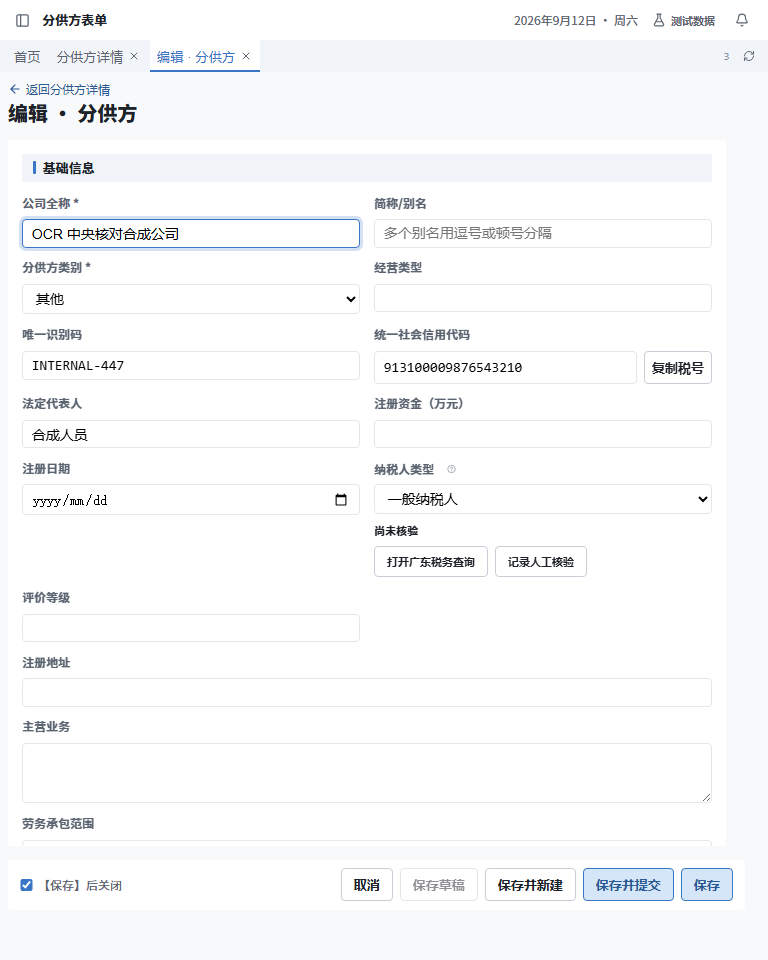 分供方表单
2026年9月12日 · 周六 测试数据
首页 分供方详情 × 编辑 · 分供方 × 3
← 返回分供方详情
编辑 · 分供方
基础信息
公司全称 * 简称/别名
OCR 中央核对合成公司 多个别名用逗号或顿号分隔
分供方类别 * 经营类型
其他
唯一识别码 统一社会信用代码
INTERNAL-447 913100009876543210 复制税号
法定代表人 注册资金（万元）
合成人员
注册日期 纳税人类型
yyyy/mm/dd 一般纳税人
尚未核验
打开广东税务查询 记录人工核验
评价等级
注册地址
主营业务
劳务承包范围
【保存】后关闭 取消 保存草稿 保存并新建 保存并提交 保存